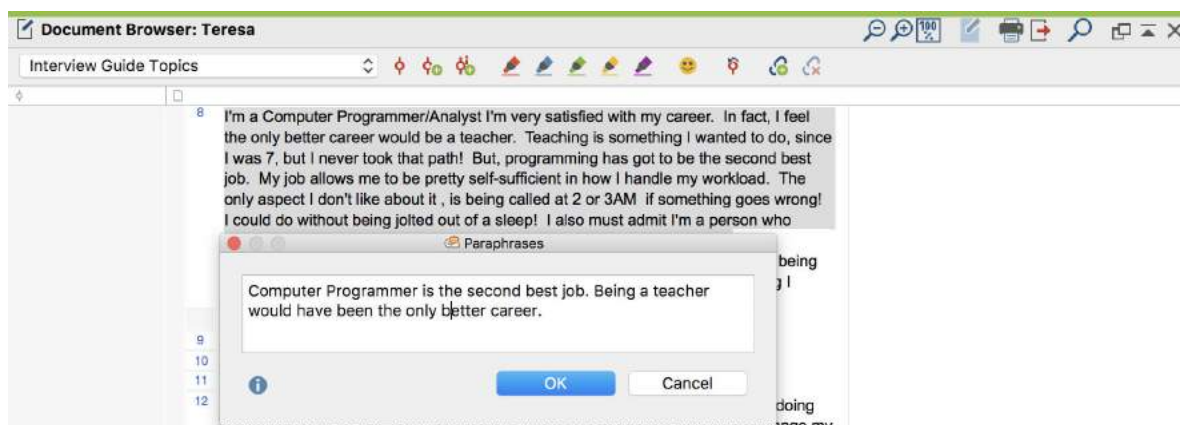 Document Browser: Teresa
100 %
Interview Guide Topics
8
I'm a Computer Programmer/Analyst I'm very satisfied with my career. In fact, I feel
the only better career would be a teacher. Teaching is something I wanted to do, since
I was 7, but I never took that path! But, programming has got to be the second best
job. My job allows me to be pretty self-sufficient in how I handle my workload. The
only aspect I don't like about it , is being called at 2 or 3AM if something goes wrong!
I could do without being jolted out of a sleep! I also must admit I'm a person who
Paraphrases
being
I
Computer Programmer is the second best job. Being a teacher
would have been the only better career.
9
10
11
OK Cancel
12
doing
my